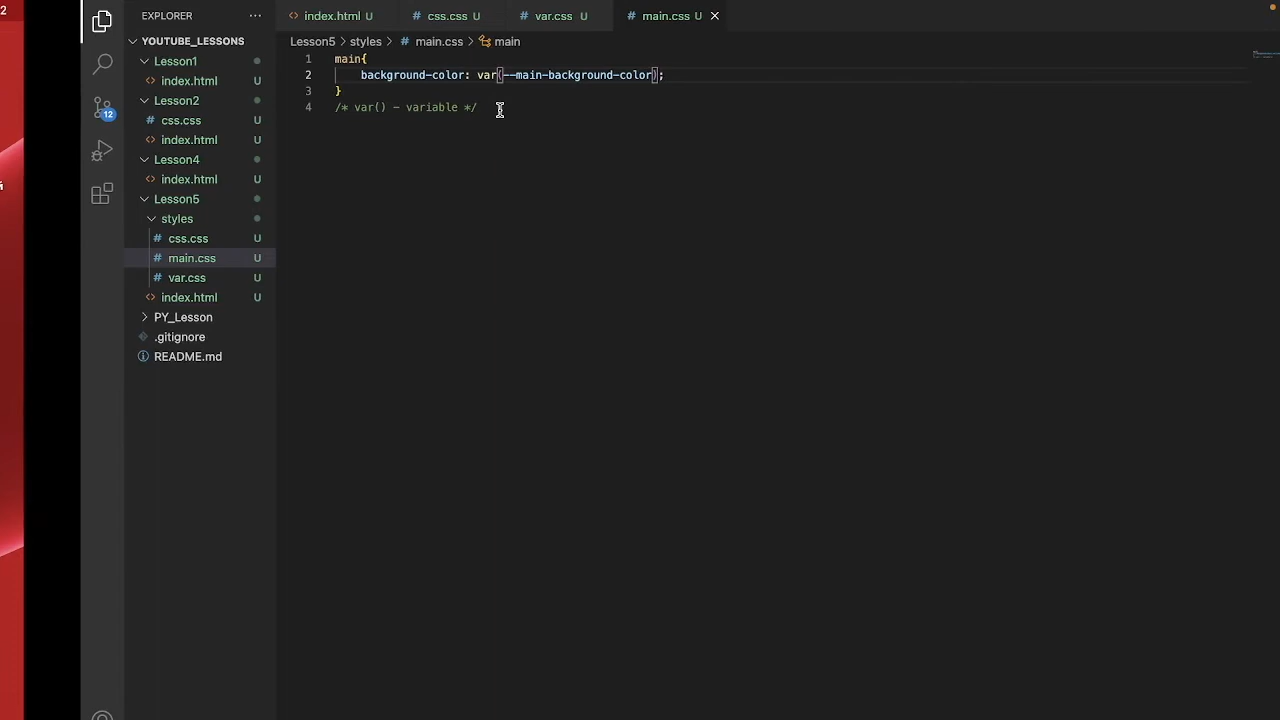 2
й
EXPLORER ...
index.html U
css.css U
var.css U
main.css U
YOUTUBE_LESSONS
Lesson5 > styles > # main.css > main
Lesson1
index.html U
Lesson2
# css.css U
index.html U
Lesson4
index.html U
Lesson5
styles
# css.css U
# main.css U
# var.css U
index.html U
PY_Lesson
.gitignore
README.md
12
1 main{
2 background-color: var(--main-background-color);
3 }
4 /* var() - variable */